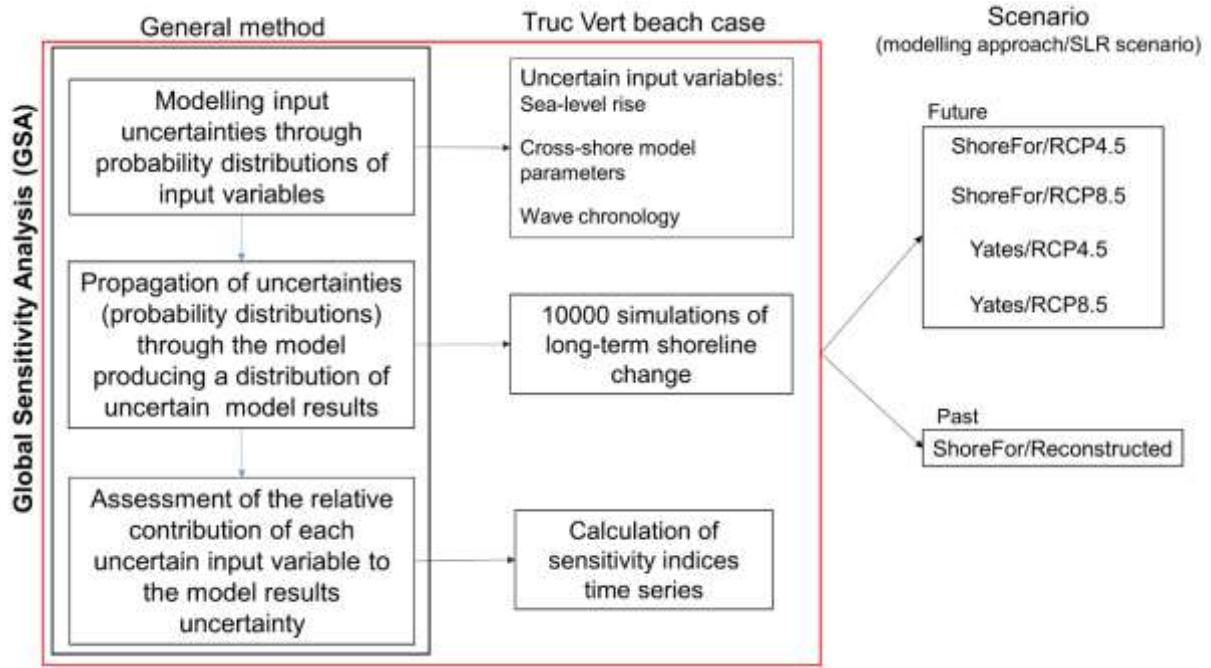 Global Sensitivity Analysis (GSA)
General method
Modelling input
uncertainties through
probability distributions of
input variables
Propagation of uncertainties
(probability distributions)
through the model
producing a distribution of
uncertain model results
Assessment of the relative
contribution of each
uncertain input variable to
the model results
uncertainty
Truc Vert beach case
Uncertain input variables:
Sea-level rise
Cross-shore model
parameters
Wave chronology
10000 simulations of
long-term shoreline
change
Calculation of
sensitivity indices
time series
Scenario
(modelling approach/SLR scenario)
Future
ShoreFor/RCP4.5
ShoreFor/RCP8.5
Yates/RCP4.5
Yates/RCP8.5
Past
ShoreFor/Reconstructed